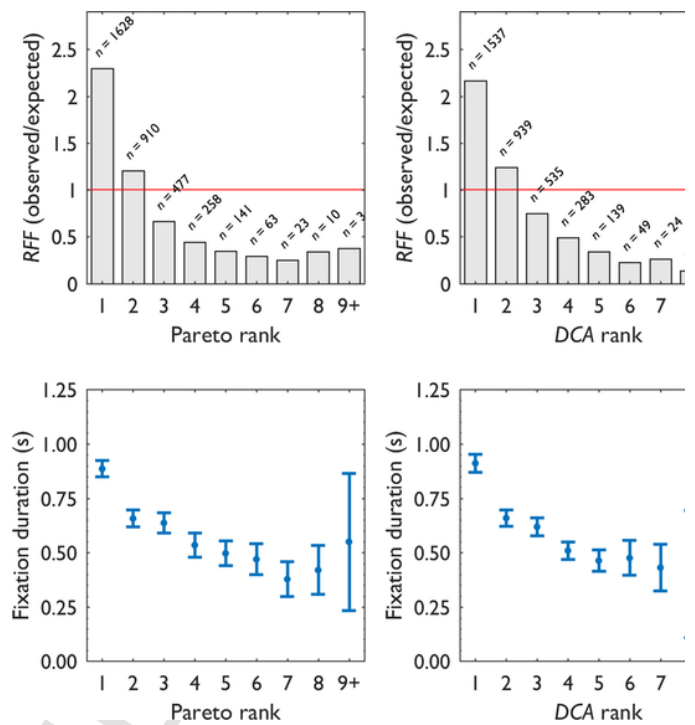 RFF (observed/expected)
2.5
2
1.5
1
0.5
0
n = 1628
n = 910
n = 477
n = 258
n = 141
n = 63
n = 23
n = 10
n = 3
1 2 3 4 5 6 7 8 9+
Pareto rank
RFF (observed/expected)
2.5
2
1.5
1
0.5
0
n = 1537
n = 939
n = 535
n = 283
n = 139
n = 49
n = 24
1 2 3 4 5 6 7
DCA rank
Fixation duration (s)
1.25
1.00
0.75
0.50
0.25
0.00
1 2 3 4 5 6 7 8 9+
Pareto rank
Fixation duration (s)
1.25
1.00
0.75
0.50
0.25
0.00
1 2 3 4 5 6 7
DCA rank